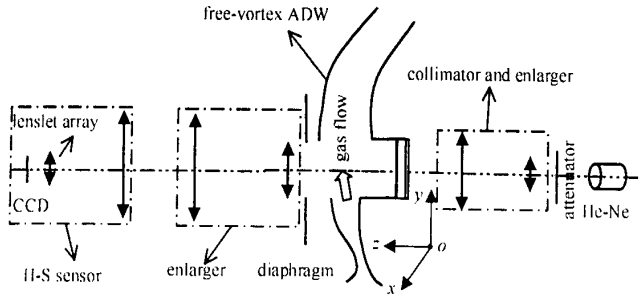 free-vortex ADW
collimator and enlarger
lenslet array
gas flow
attenuator
CCD
y
He-Ne
z
o
H-S sensor
enlarger
diaphragm
x